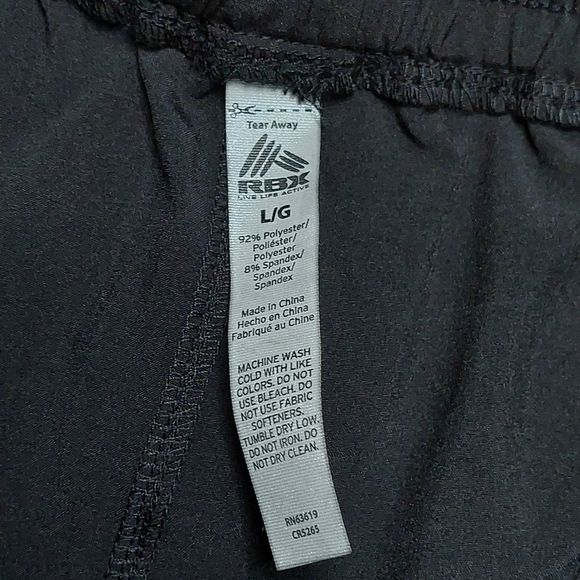 Tear Away
RBX
LIVE LIFE ACTIVE
L/G
92% Polyester/
Poliéster/
Polyester
8% Spandex/
Spandex/
Spandex
Made in China
Hecho en China
Fabriqué au Chine
MACHINE WASH
COLD WITH LIKE
COLORS. DO NOT
USE BLEACH. DO
NOT USE FABRIC
SOFTENERS.
TUMBLE DRY LOW.
DO NOT IRON. DO
NOT DRY CLEAN.
RN63619
CR5265